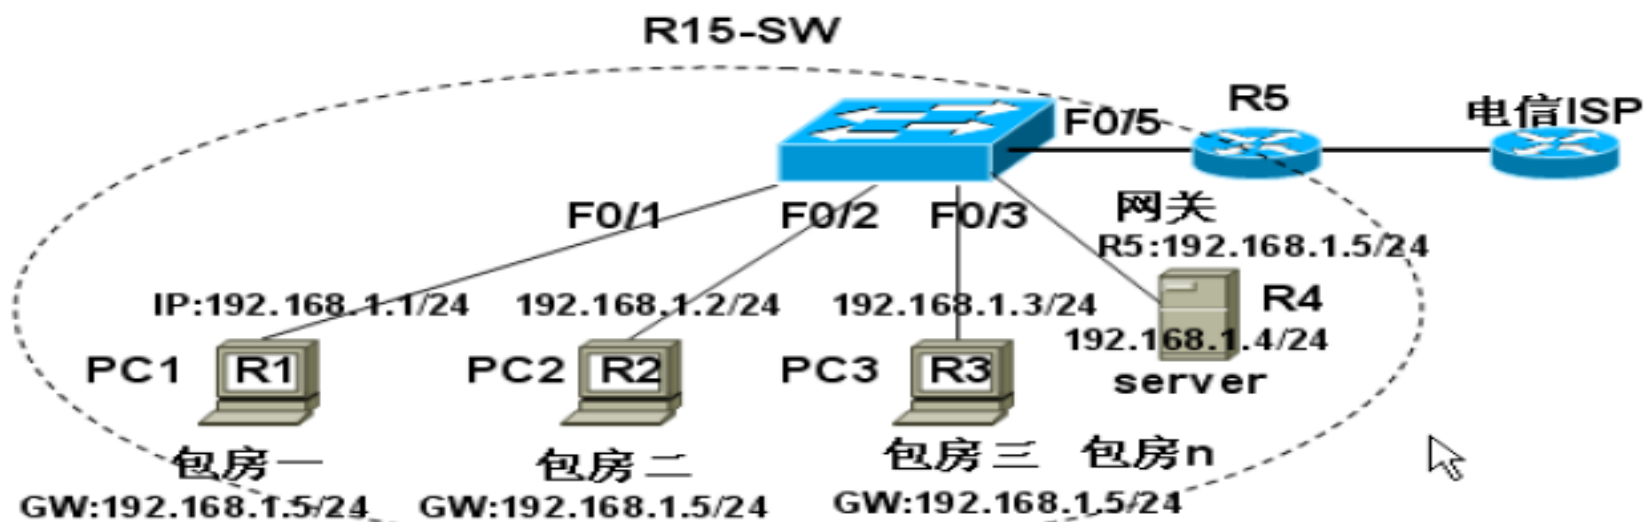 R15-SW
R5
电信ISP
F0/5
F0/1
F0/2
F0/3
网关
R5:192.168.1.5/24
IP:192.168.1.1/24
192.168.1.2/24
192.168.1.3/24
R4
192.168.1.4/24
server
PC1
R1
PC2
R2
PC3
R3
包房一
包房二
包房三
包房n
GW:192.168.1.5/24
GW:192.168.1.5/24
GW:192.168.1.5/24